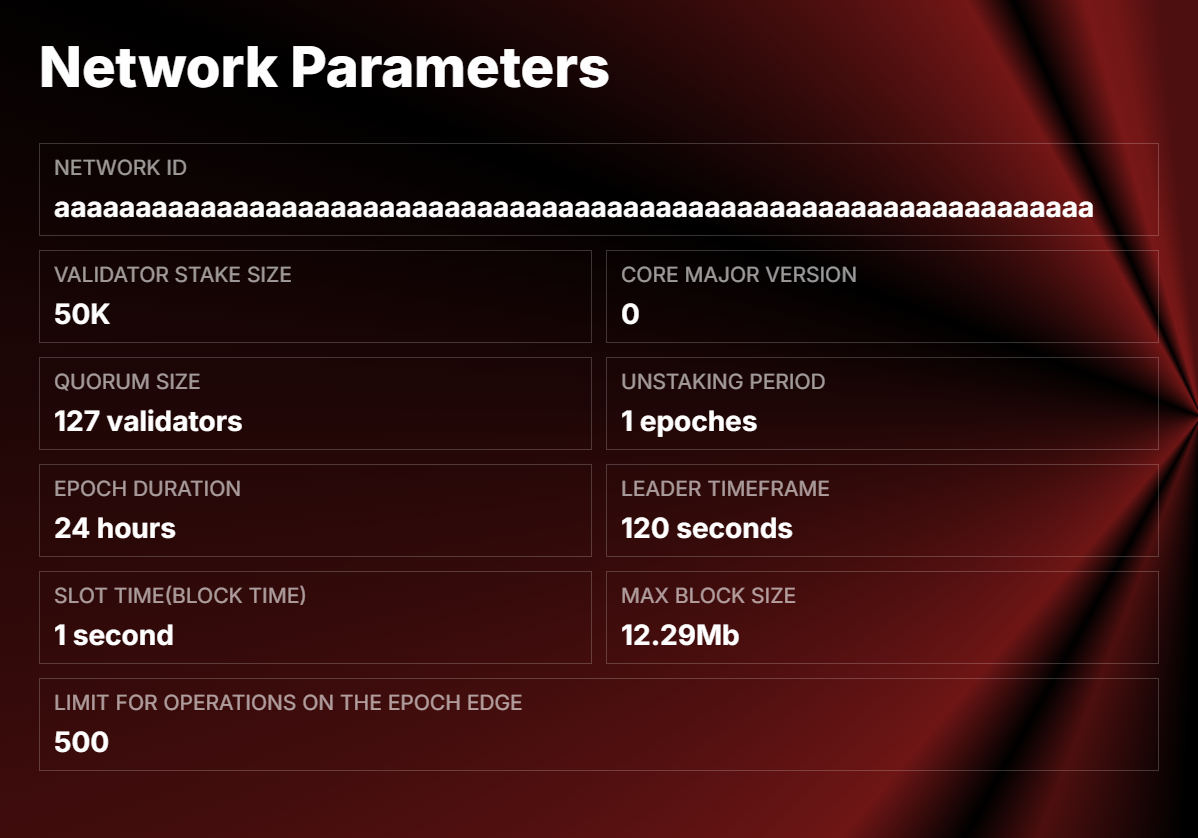 Network Parameters
NETWORK ID
aaaaaaaaaaaaaaaaaaaaaaaaaaaaaaaaaaaaaaaaaaaaaaaaaaaaaaaaaaaaaaaa
VALIDATOR STAKE SIZE
50K
CORE MAJOR VERSION
0
QUORUM SIZE
127 validators
UNSTAKING PERIOD
1 epoches
EPOCH DURATION
24 hours
LEADER TIMEFRAME
120 seconds
SLOT TIME(BLOCK TIME)
1 second
MAX BLOCK SIZE
12.29Mb
LIMIT FOR OPERATIONS ON THE EPOCH EDGE
500